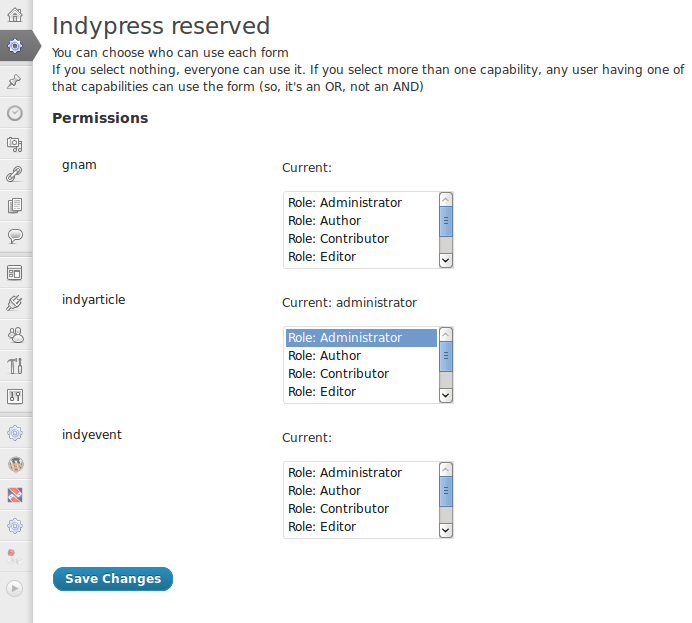 Indypress reserved
You can choose who can use each form
If you select nothing, everyone can use it. If you select more than one capability, any user having one of
that capabilities can use the form (so, it's an OR, not an AND)
Permissions
gnam
Current:
Role: Administrator
Role: Author
Role: Contributor
Role: Editor
indyarticle
Current: administrator
Role: Administrator
Role: Author
Role: Contributor
Role: Editor
indyevent
Current:
Role: Administrator
Role: Author
Role: Contributor
Role: Editor
Save Changes